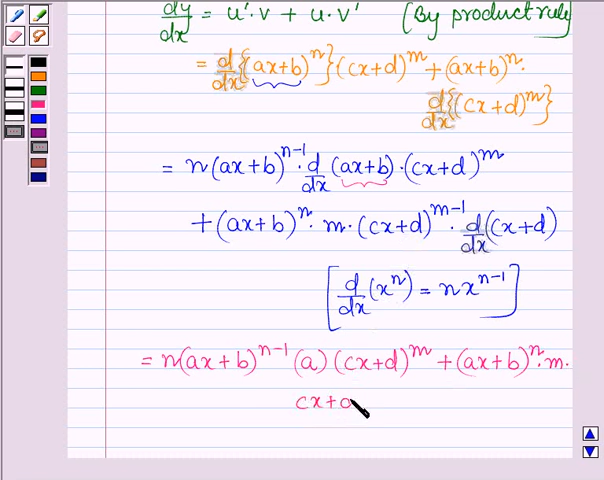 dy/dx = u'·v + u·v' (By product rule)
= d/dx{(ax+b)^n}(cx+d)^m + (ax+b)^n·
d/dx{(cx+d)^m}
= n(ax+b)^{n-1}·d/dx(ax+b)·(cx+d)^m
+(ax+b)^n·m·(cx+d)^{m-1}·d/dx(cx+d)
[d/dx(x^n) = nx^{n-1}]
= n(ax+b)^{n-1}(a)(cx+d)^m + (ax+b)^n·m·
cx+